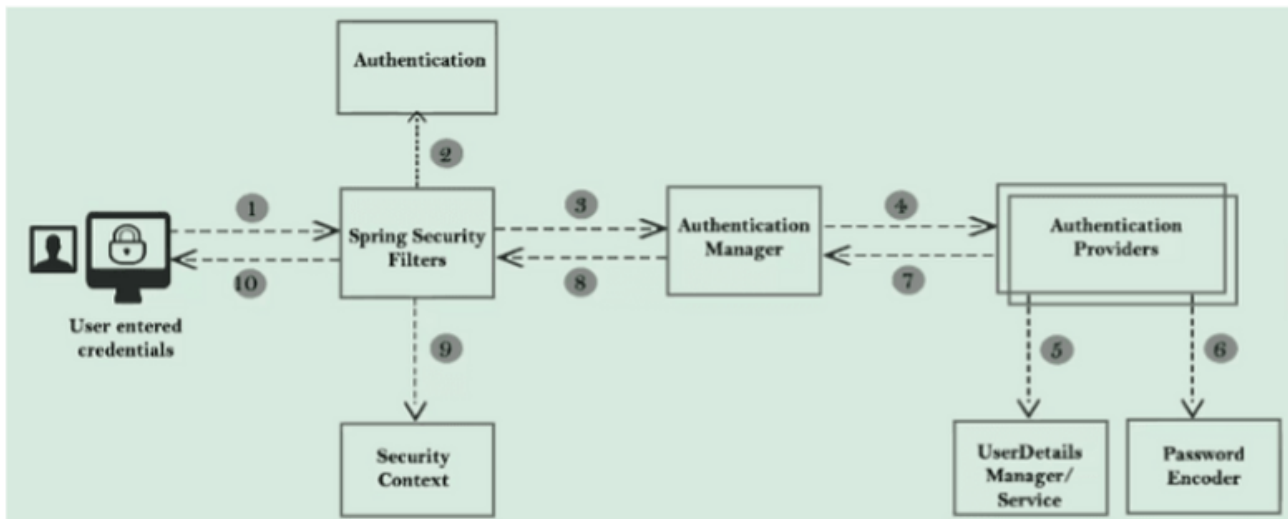 Authentication
2
1
3
4
Spring Security
Filters
Authentication
Manager
Authentication
Providers
10
8
7
User entered
credentials
9
5
6
Security
Context
UserDetails
Manager/
Service
Password
Encoder